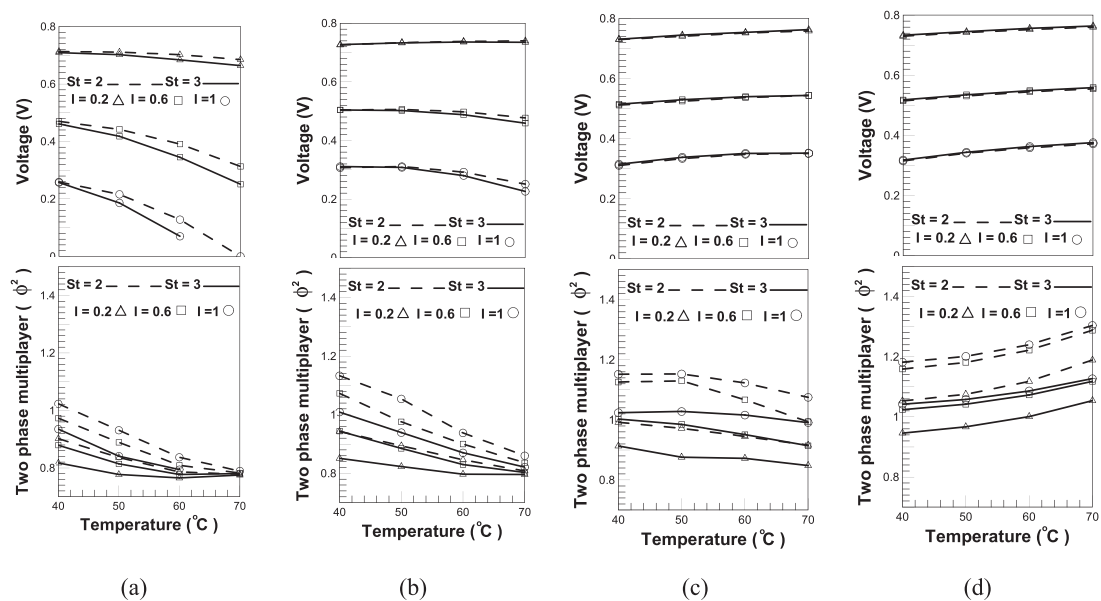 0.8
0.6
0.4
0.2
0
Voltage (V)
St = 2 St = 3
I = 0.2 I = 0.6 I =1
1.4
1.2
1
0.8
Two phase multiplayer ( ϕ²)
St = 2 St = 3
I = 0.2 I = 0.6 I =1
40 50 60 70
Temperature (°C)
(a)
0.8
0.6
0.4
0.2
0
Voltage (V)
St = 2 St = 3
I = 0.2 I = 0.6 I =1
1.4
1.2
1
0.8
Two phase multiplayer ( ϕ²)
St = 2 St = 3
I = 0.2 I = 0.6 I =1
40 50 60 70
Temperature (°C)
(b)
0.8
0.6
0.4
0.2
0
Voltage (V)
St = 2 St = 3
I = 0.2 I = 0.6 I =1
1.4
1.2
1
0.8
Two phase multiplayer ( ϕ²)
St = 2 St = 3
I = 0.2 I = 0.6 I =1
40 50 60 70
Temperature (°C)
(c)
0.8
0.6
0.4
0.2
0
Voltage (V)
St = 2 St = 3
I = 0.2 I = 0.6 I =1
1.4
1.2
1
0.8
Two phase multiplayer ( ϕ²)
St = 2 St = 3
I = 0.2 I = 0.6 I =1
40 50 60 70
Temperature (°C)
(d)